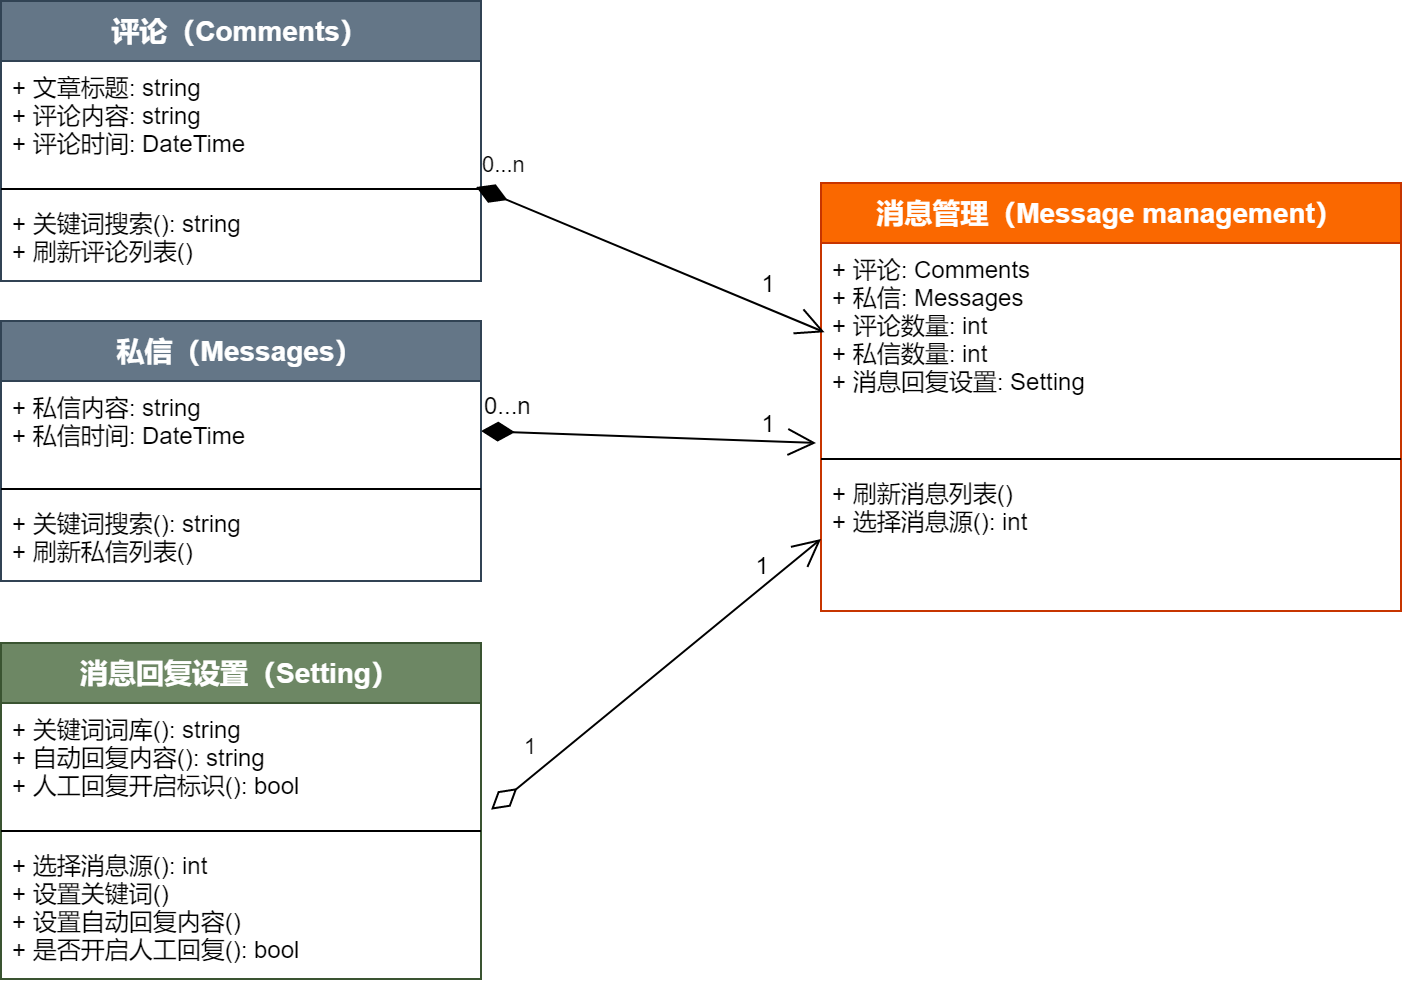 评论（Comments）
+ 文章标题: string
+ 评论内容: string
+ 评论时间: DateTime
+ 关键词搜索(): string
+ 刷新评论列表()
0...n
1
私信（Messages）
+ 私信内容: string
+ 私信时间: DateTime
+ 关键词搜索(): string
+ 刷新私信列表()
0...n
1
消息回复设置（Setting）
+ 关键词词库(): string
+ 自动回复内容(): string
+ 人工回复开启标识(): bool
+ 选择消息源(): int
+ 设置关键词()
+ 设置自动回复内容()
+ 是否开启人工回复(): bool
1
1
消息管理（Message management）
+ 评论: Comments
+ 私信: Messages
+ 评论数量: int
+ 私信数量: int
+ 消息回复设置: Setting
+ 刷新消息列表()
+ 选择消息源(): int